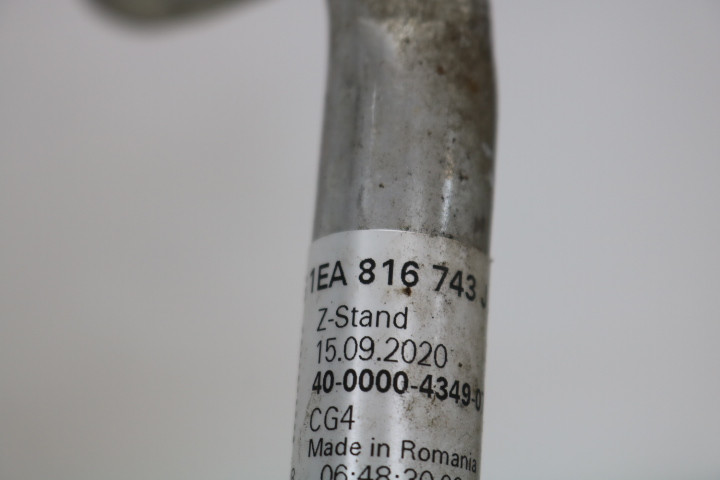 1EA 816 743
Z-Stand
15.09.2020
40-0000-4349-0
CG4
Made in Romania
06:48:30